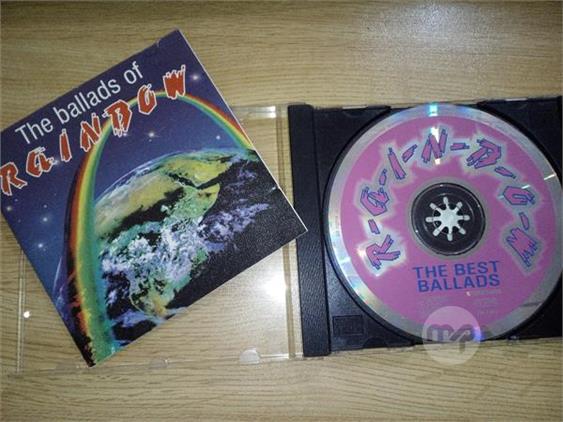 The ballads of
RAINBOW
R-A-I-N-B-O-W
THE BEST
BALLADS